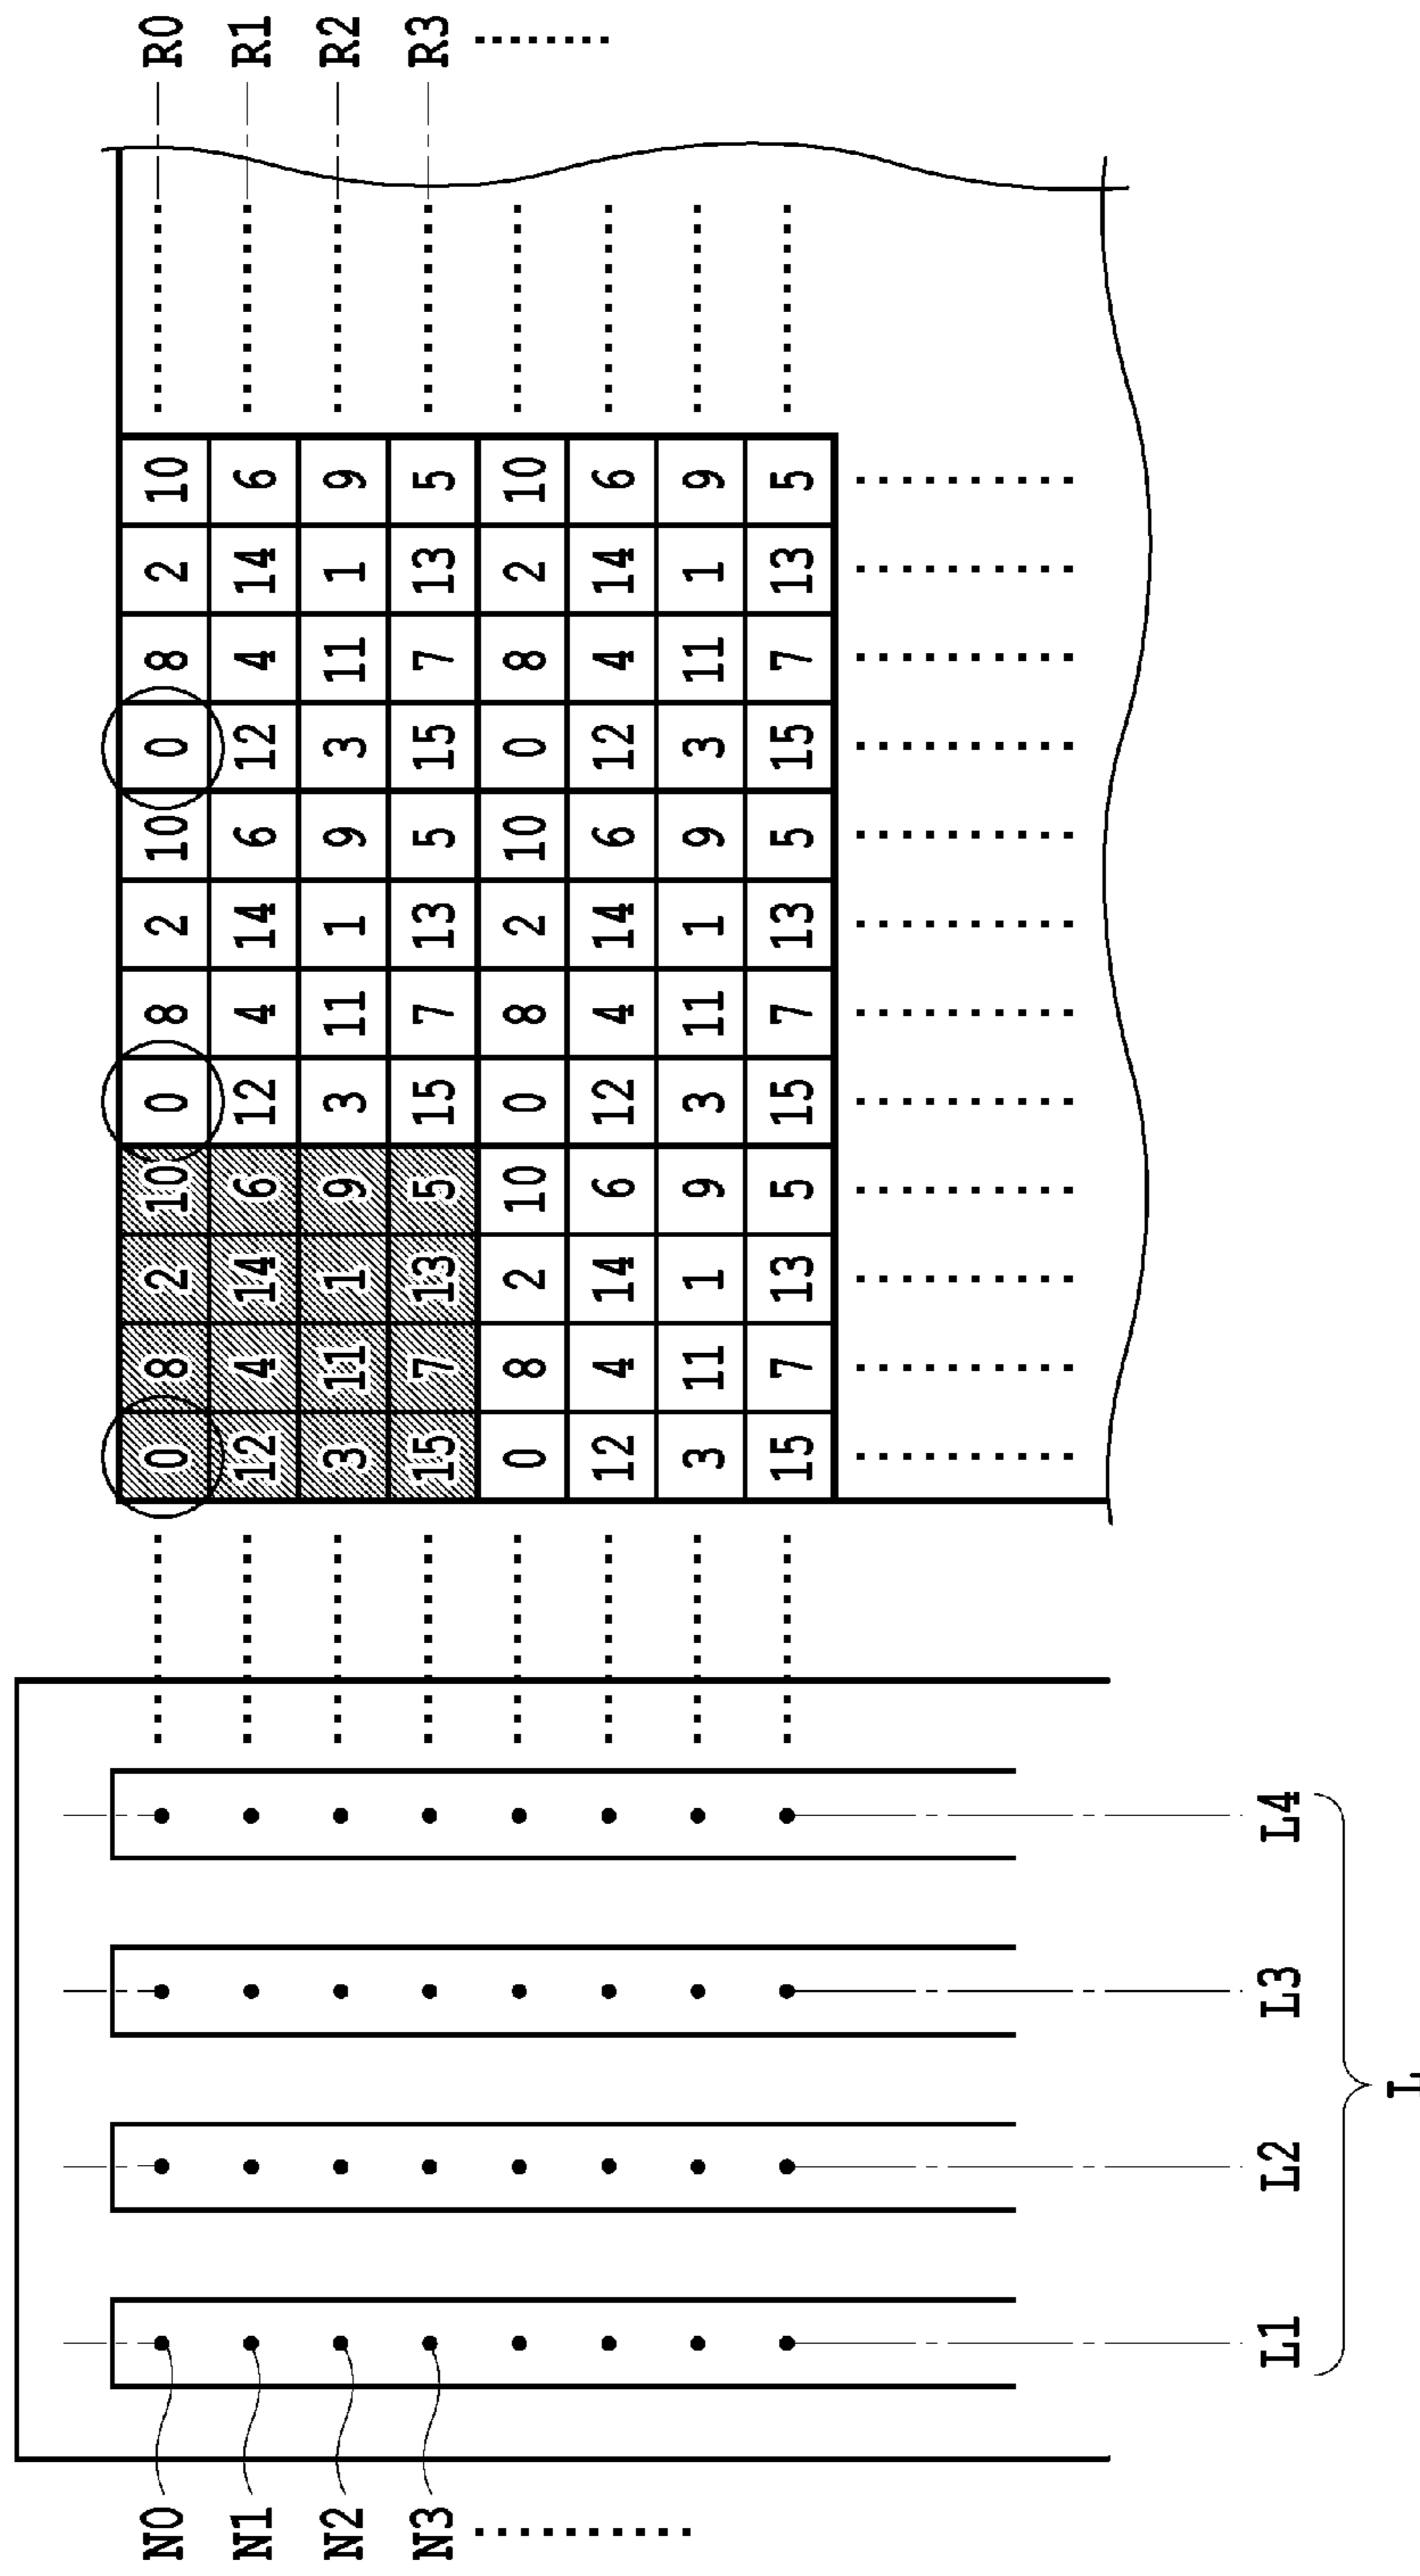 N0 0 8 2 10 0 8 2 10 0 8 2 10 R0
N1 12 4 14 6 12 4 14 6 12 4 14 6 R1
N2 3 11 1 9 3 11 1 9 3 11 1 9 R2
N3 15 7 13 5 15 7 13 5 15 7 13 5 R3
0 8 2 10 0 8 2 10 0 8 2 10
12 4 14 6 12 4 14 6 12 4 14 6
3 11 1 9 3 11 1 9 3 11 1 9
15 7 13 5 15 7 13 5 15 7 13 5
L1 L2 L3 L4
L